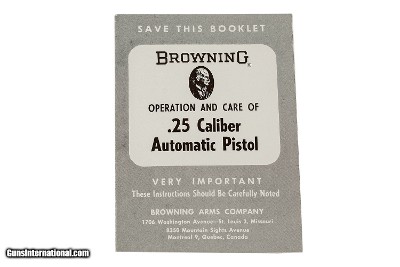 SAVE THIS BOOKLET
BROWNING
OPERATION AND CARE OF
.25 Caliber
Automatic Pistol
VERY IMPORTANT
These Instructions Should Be Carefully Noted
BROWNING ARMS COMPANY
1706 Washington Avenue—St. Louis 3, Missouri
8350 Mountain Sights Avenue
Montreal 9, Quebec, Canada
GunsInternational.com